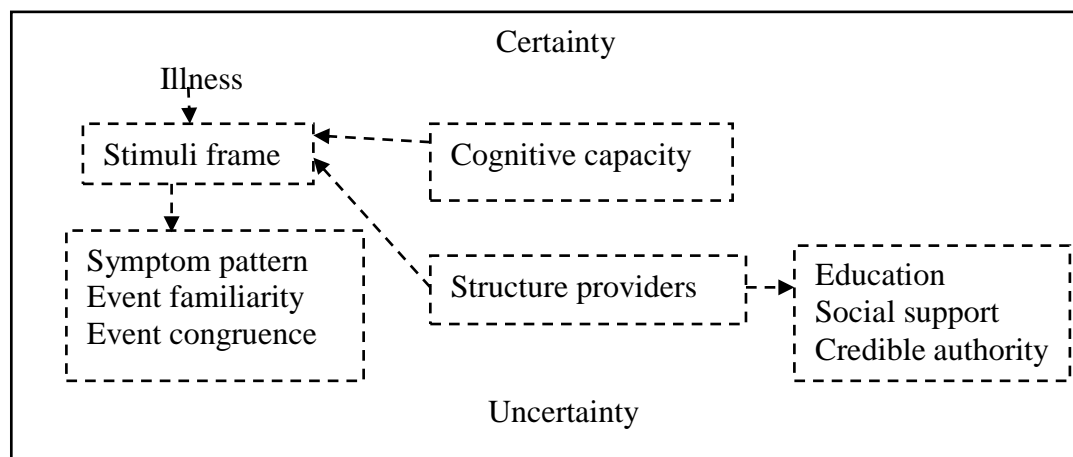 Certainty
Illness
Stimuli frame
Cognitive capacity
Symptom pattern
Event familiarity
Event congruence
Structure providers
Education
Social support
Credible authority
Uncertainty